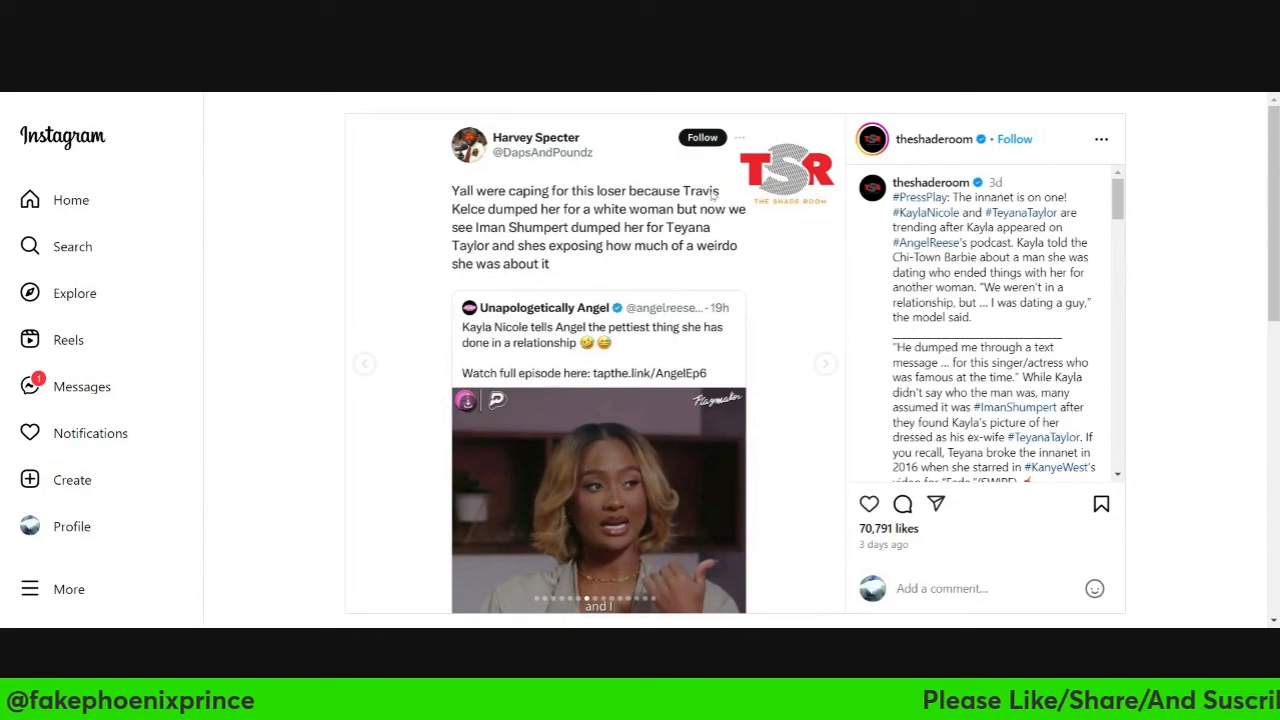 Instagram
Home
Search
Explore
Reels
1
Messages
Notifications
Create
Profile
More
Harvey Specter
@DapsAndPoundz
Follow
TSR
THE SHADE ROOM
Yall were caping for this loser because Travis
Kelce dumped her for a white woman but now we
see Iman Shumpert dumped her for Teyana
Taylor and shes exposing how much of a weirdo
she was about it
Unapologetically Angel @angelreese... · 19h
Kayla Nicole tells Angel the pettiest thing she has
done in a relationship 🤣😅
Watch full episode here: tapthe.link/AngelEp6
Playmaker
and I
theshaderoom • Follow
theshaderoom 3d
#PressPlay: The innanet is on one!
#KaylaNicole and #TeyanaTaylor are
trending after Kayla appeared on
#AngelReese's podcast. Kayla told the
Chi-Town Barbie about a man she was
dating who ended things with her for
another woman. “We weren't in a
relationship, but ... I was dating a guy,”
the model said.
“He dumped me through a text
message ... for this singer/actress who
was famous at the time.” While Kayla
didn't say who the man was, many
assumed it was #ImanShumpert after
they found Kayla's picture of her
dressed as his ex-wife #TeyanaTaylor. If
you recall, Teyana broke the innanet in
2016 when she starred in #KanyeWest's
70,791 likes
3 days ago
Add a comment...
@fakephoenixprince
Please Like/Share/And Suscri